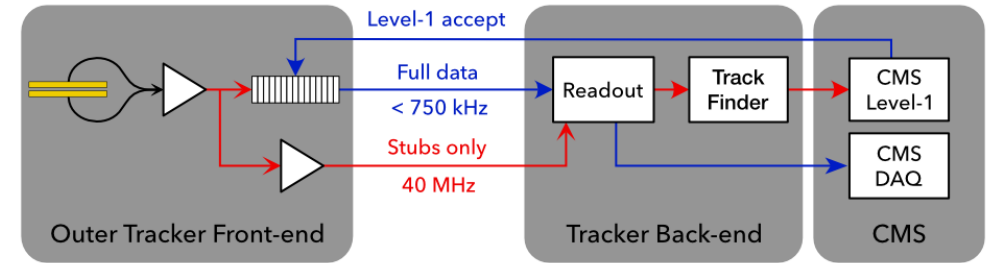 Level-1 accept
Full data
< 750 kHz
Stubs only
40 MHz
Readout
Track
Finder
CMS
Level-1
CMS
DAQ
Outer Tracker Front-end
Tracker Back-end
CMS